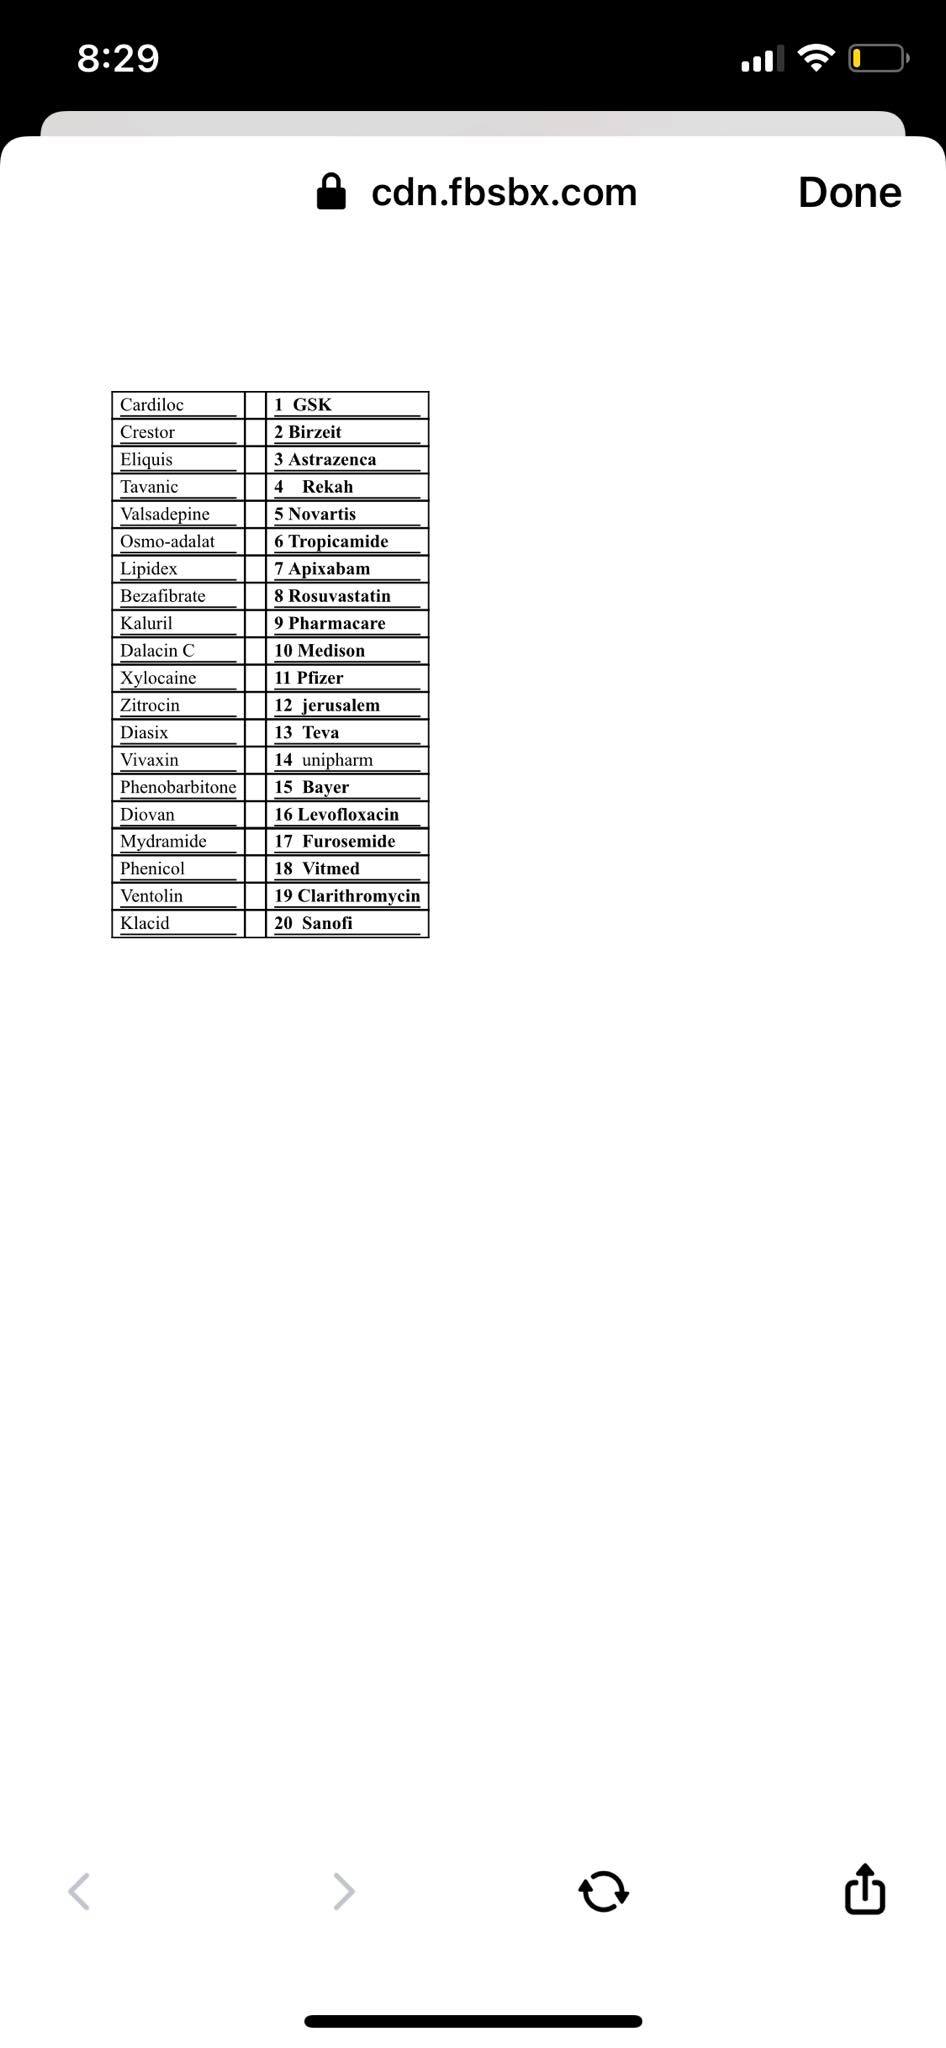 8:29
cdn.fbsbx.com Done
Cardiloc 1 GSK
Crestor 2 Birzeit
Eliquis 3 Astrazenca
Tavanic 4 Rekah
Valsadepine 5 Novartis
Osmo-adalat 6 Tropicamide
Lipidex 7 Apixabam
Bezafibrate 8 Rosuvastatin
Kaluril 9 Pharmacare
Dalacin C 10 Medison
Xylocaine 11 Pfizer
Zitrocin 12 jerusalem
Diasix 13 Teva
Vivaxin 14 unipharm
Phenobarbitone 15 Bayer
Diovan 16 Levofloxacin
Mydramide 17 Furosemide
Phenicol 18 Vitmed
Ventolin 19 Clarithromycin
Klacid 20 Sanofi